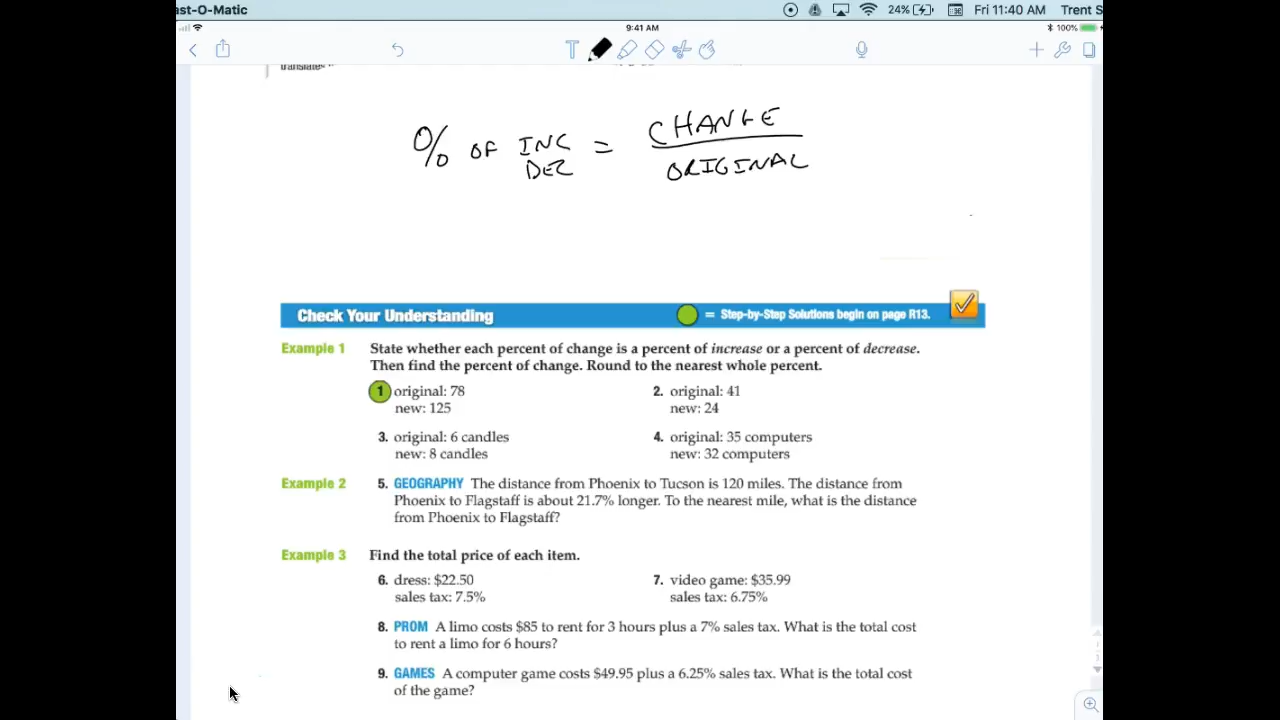 ast-O-Matic 24% Fri 11:40 AM Trent S
9:41 AM 100%
translates
% OF INC DEC = CHANGE
ORIGINAL
Check Your Understanding = Step-by-Step Solutions begin on page R13.
Example 1 State whether each percent of change is a percent of increase or a percent of decrease.
Then find the percent of change. Round to the nearest whole percent.
1 original: 78
new: 125
2. original: 41
new: 24
3. original: 6 candles
new: 8 candles
4. original: 35 computers
new: 32 computers
Example 2 5. GEOGRAPHY The distance from Phoenix to Tucson is 120 miles. The distance from
Phoenix to Flagstaff is about 21.7% longer. To the nearest mile, what is the distance
from Phoenix to Flagstaff?
Example 3 Find the total price of each item.
6. dress: $22.50
sales tax: 7.5%
7. video game: $35.99
sales tax: 6.75%
8. PROM A limo costs $85 to rent for 3 hours plus a 7% sales tax. What is the total cost
to rent a limo for 6 hours?
9. GAMES A computer game costs $49.95 plus a 6.25% sales tax. What is the total cost
of the game?